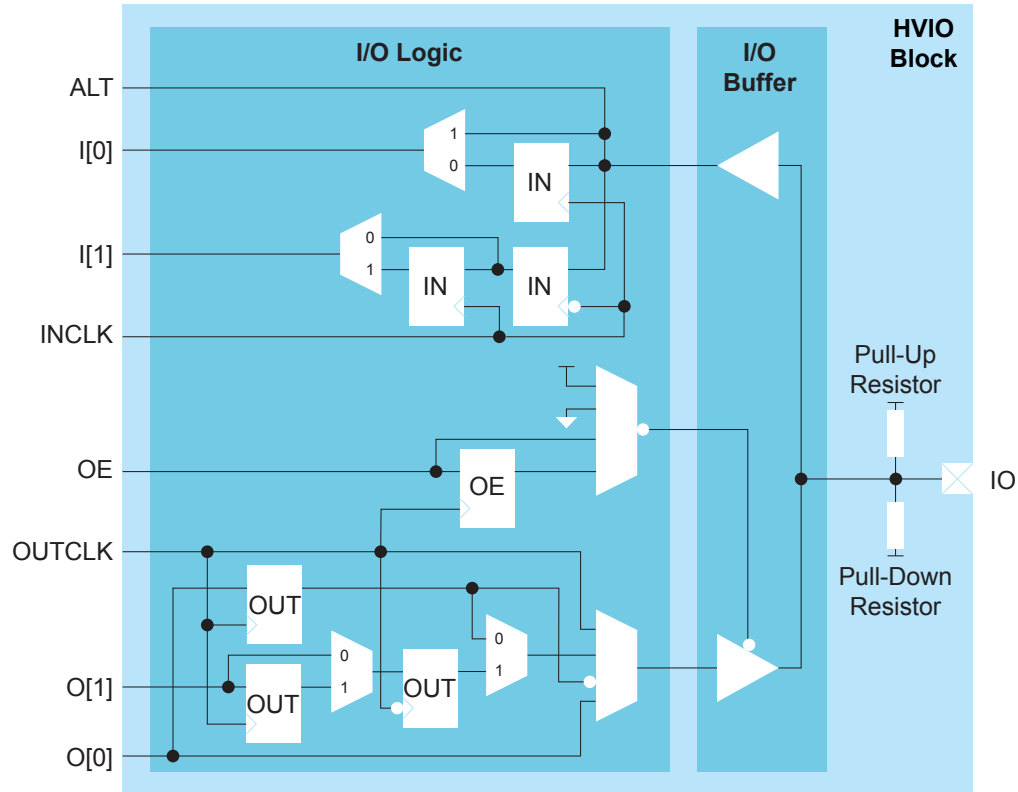 HVIO
Block
I/O Logic
I/O
Buffer
ALT
I[0]
1
0
IN
I[1]
0
1
IN
IN
INCLK
Pull-Up
Resistor
OE
OE
IO
OUTCLK
Pull-Down
Resistor
OUT
0
1
0
1
O[1]
OUT
OUT
O[0]